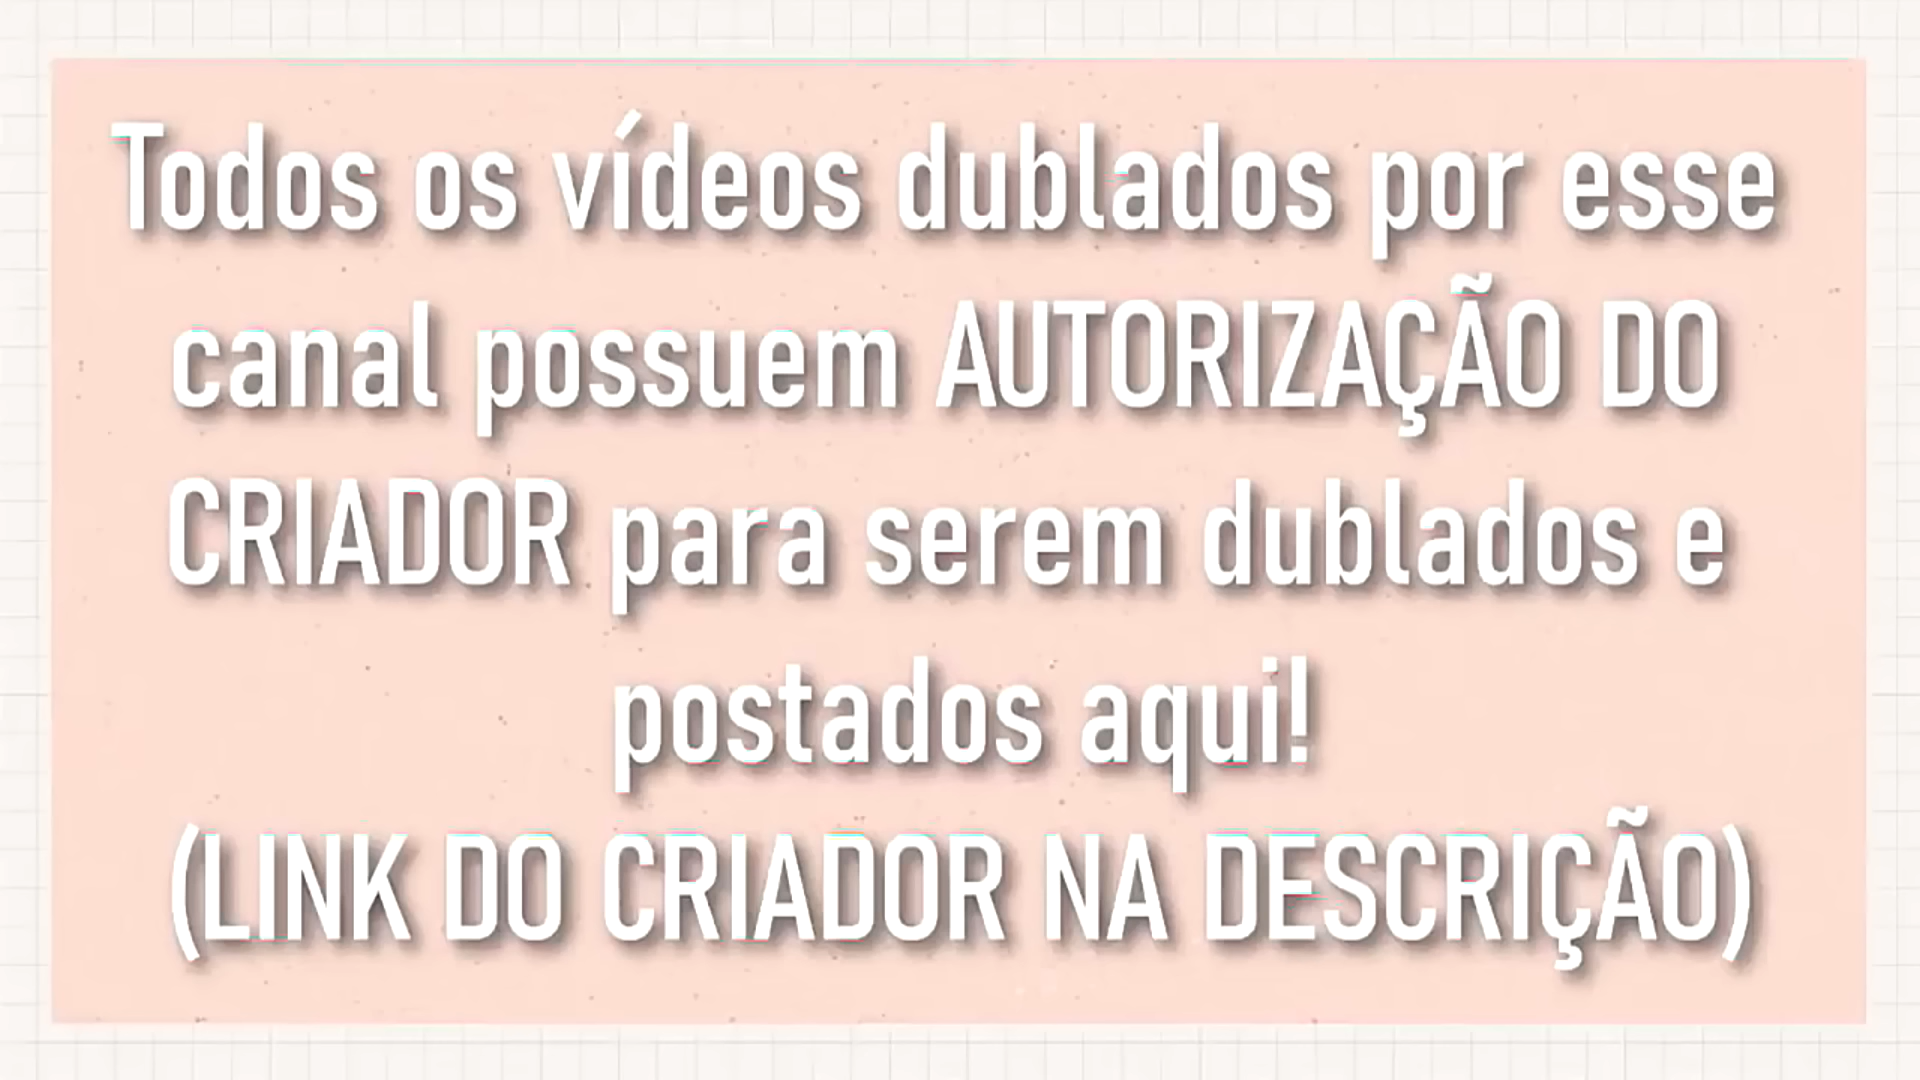 Todos os vídeos dublados por esse
canal possuem AUTORIZAÇÃO DO
CRIADOR para serem dublados e
postados aqui!
(LINK DO CRIADOR NA DESCRIÇÃO)